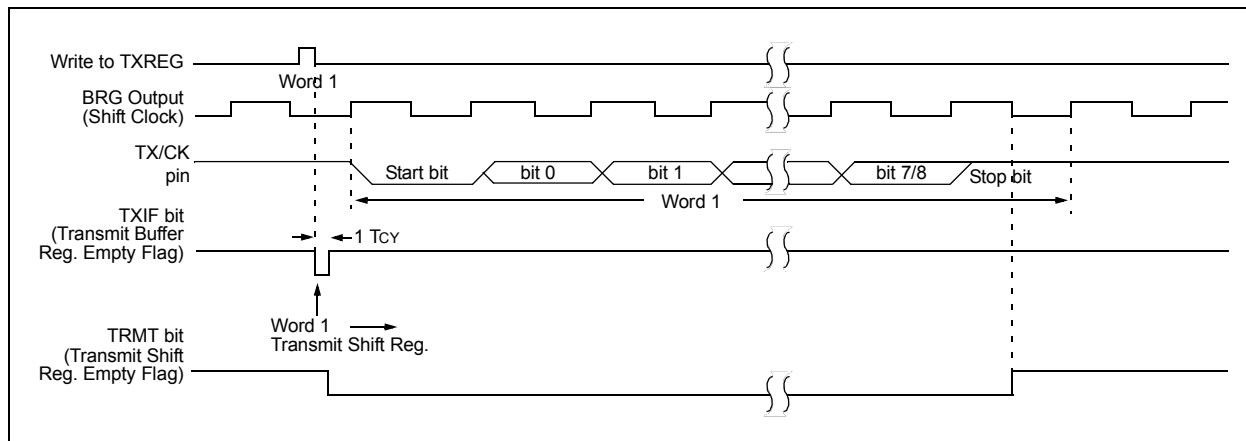 Write to TXREG
Word 1
BRG Output
(Shift Clock)
TX/CK
pin
Start bit
bit 0
bit 1
bit 7/8
Stop bit
Word 1
TXIF bit
(Transmit Buffer
Reg. Empty Flag)
1 TCY
Word 1
Transmit Shift Reg.
TRMT bit
(Transmit Shift
Reg. Empty Flag)